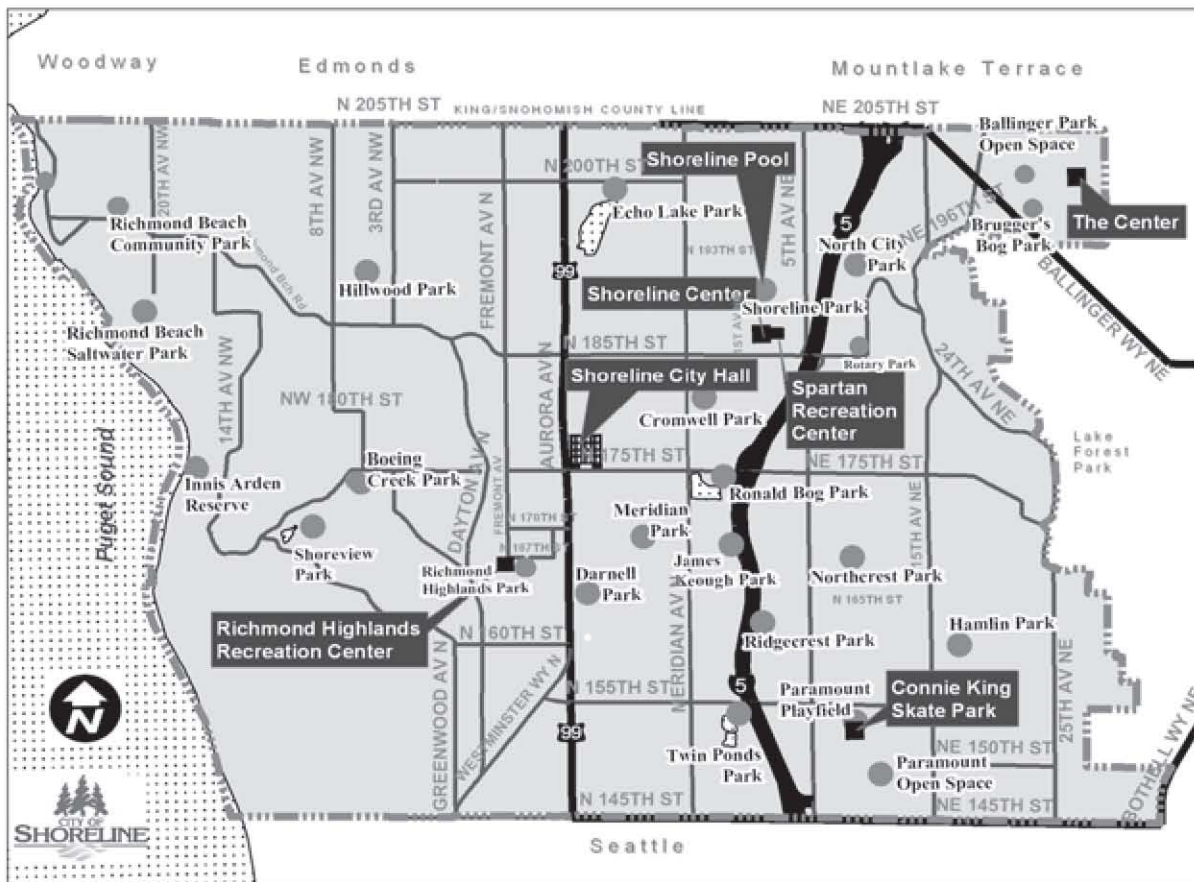 Woodway
Edmonds
Mountlake Terrace
N 205TH ST
KING/SNOHOMISH COUNTY LINE
NE 205TH ST
Ballinger Park
Open Space
20TH AV NW
8TH AV NW
3RD AV NW
FREMONT AV N
N 200TH ST
Shoreline Pool
5TH AV NE
5
NE 196TH ST
The Center
Richmond Beach
Community Park
Echo Lake Park
Brugger's
Bog Park
North City
Park
N 193TH ST
Hillwood Park
99
Shoreline Center
Shoreline Park
1ST AV
BALLINGER WY NE
Richmond Beach
Saltwater Park
N 185TH ST
Rotary Park
24TH AV NE
14TH AV NW
AURORA AV N
Shoreline City Hall
Spartan
Recreation
Center
NW 180TH ST
Cromwell Park
Lake
Forest
Park
Puget Sound
Innis Arden
Reserve
Boeing
Creek Park
DAYTON AV N
FREMONT AV
175TH ST
NE 175TH ST
Ronald Bog Park
N 170TH ST
Meridian
Park
15TH AV NE
Shoreview
Park
N 167TH ST
Richmond
Highlands Park
Darnell
Park
James
Keough Park
Northcrest Park
N 165TH ST
MERIDIAN AV N
Richmond Highlands
Recreation Center
N 160TH ST
Ridgecrest Park
Hamlin Park
N
GREENWOOD AV N
WESTMINSTER WY N
N 155TH ST
5
Paramount
Playfield
Connie King
Skate Park
25TH AV NE
99
Twin Ponds
Park
NE 150TH ST
Paramount
Open Space
BOTHELL WY NE
N 145TH ST
NE 145TH ST
CITY OF
SHORELINE
Seattle